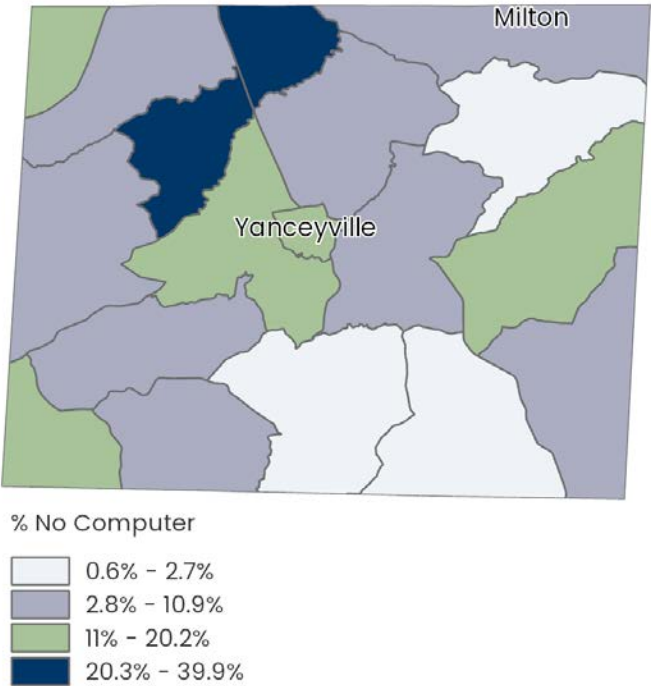 Milton
Yanceyville
% No Computer
0.6% - 2.7%
2.8% - 10.9%
11% - 20.2%
20.3% - 39.9%